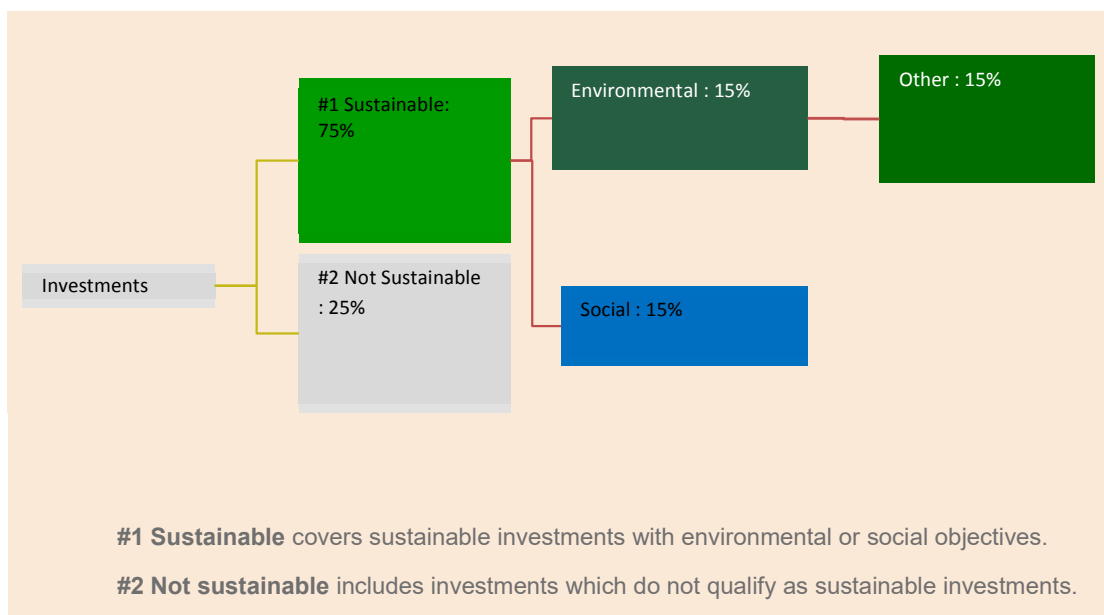 #1 Sustainable:
75%
Environmental : 15%
Other : 15%
Investments
#2 Not Sustainable
: 25%
Social : 15%
#1 Sustainable covers sustainable investments with environmental or social objectives.
#2 Not sustainable includes investments which do not qualify as sustainable investments.